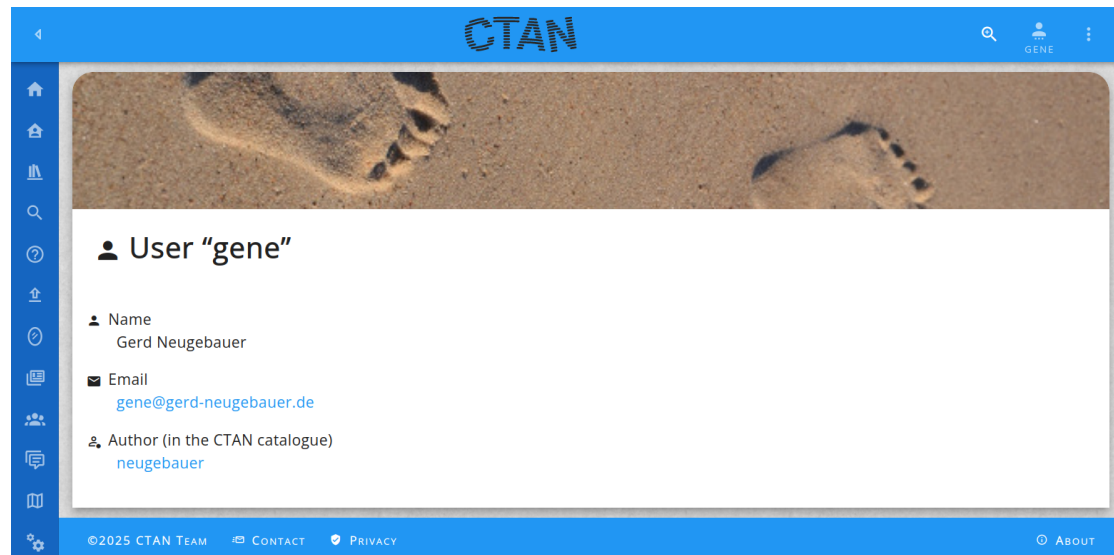 CTAN
GENE
User “gene”
Name
Gerd Neugebauer
Email
gene@gerd-neugebauer.de
Author (in the CTAN catalogue)
neugebauer
©2025 CTAN Team Contact Privacy About